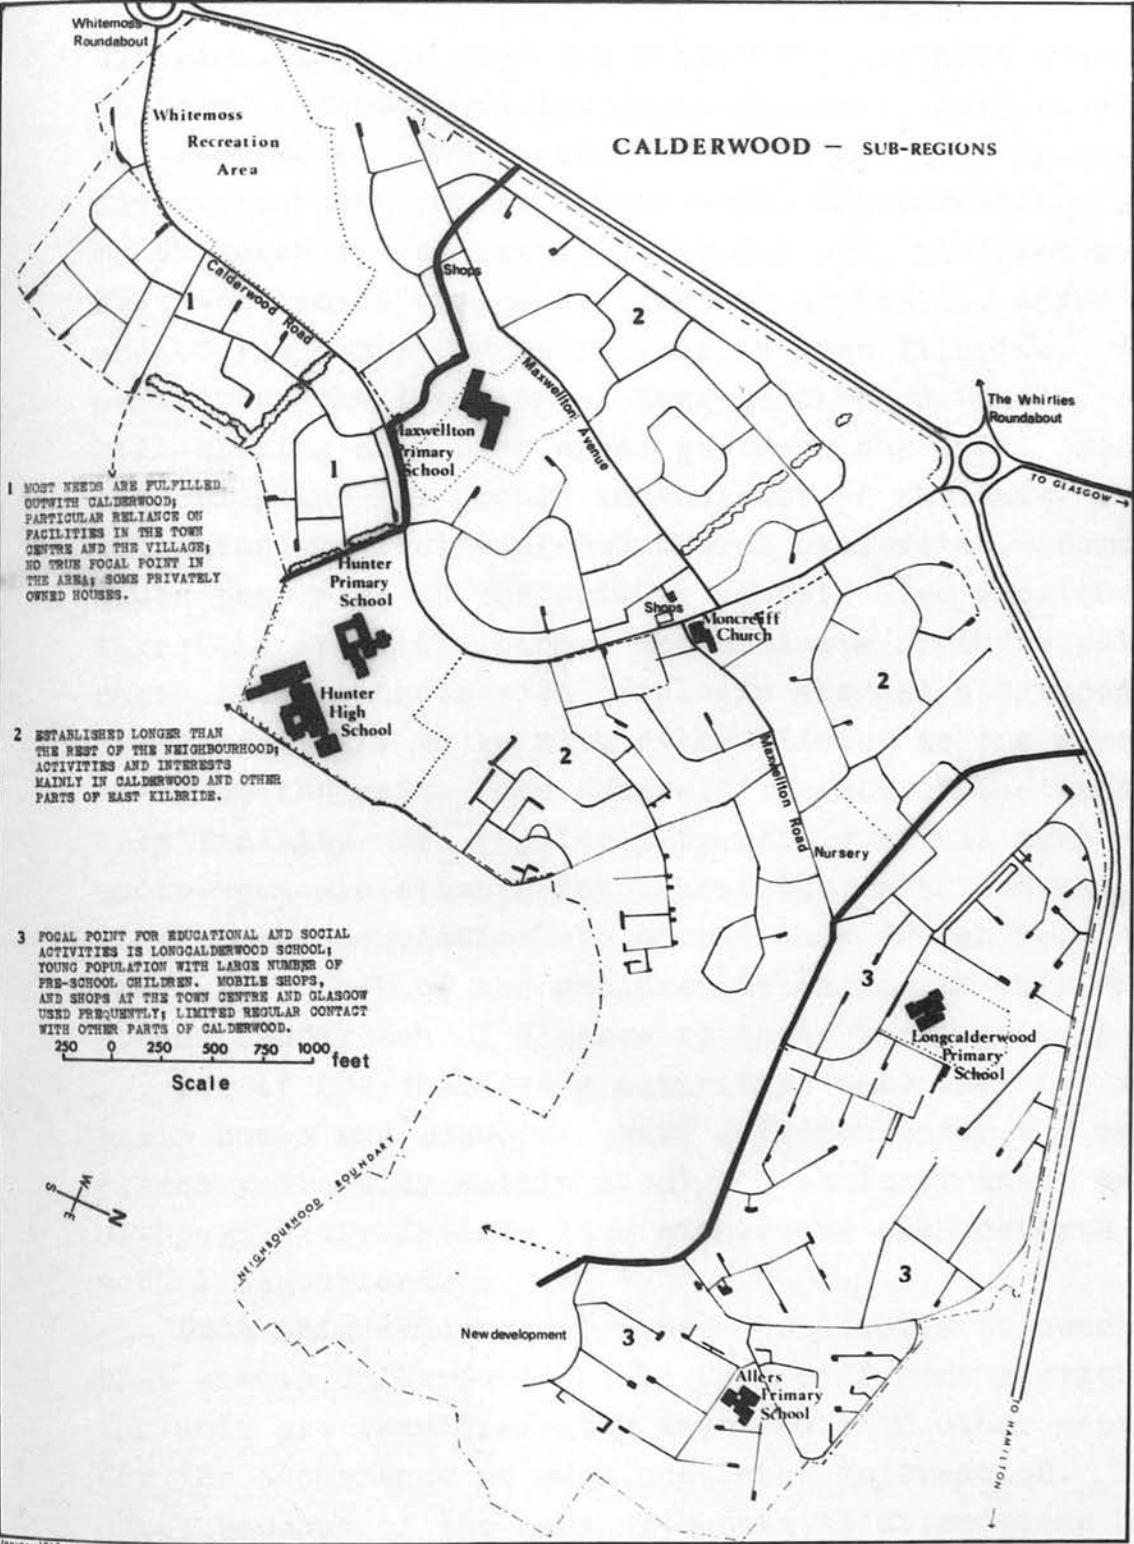 Whitemoss
Roundabout
Whitemoss
Recreation
Area
CALDERWOOD — SUB-REGIONS
Shops
Calderwood Road
1
2
Maxwellton Avenue
The Whirlies
Roundabout
TO GLASGOW
Maxwellton
Primary
School
1
1 MOST NEEDS ARE FULFILLED
OUTWITH CALDERWOOD;
PARTICULAR RELIANCE ON
FACILITIES IN THE TOWN
CENTRE AND THE VILLAGE;
NO TRUE FOCAL POINT IN
THE AREA; SOME PRIVATELY
OWNED HOUSES.
Hunter
Primary
School
Shops
Moncreiff
Church
Hunter
High
School
2
2
2 ESTABLISHED LONGER THAN
THE REST OF THE NEIGHBOURHOOD;
ACTIVITIES AND INTERESTS
MAINLY IN CALDERWOOD AND OTHER
PARTS OF EAST KILBRIDE.
Maxwellton Road
Nursery
3 FOCAL POINT FOR EDUCATIONAL AND SOCIAL
ACTIVITIES IS LONGCALDERWOOD SCHOOL;
YOUNG POPULATION WITH LARGE NUMBER OF
PRE-SCHOOL CHILDREN. MOBILE SHOPS,
AND SHOPS AT THE TOWN CENTRE AND GLASGOW
USED FREQUENTLY; LIMITED REGULAR CONTACT
WITH OTHER PARTS OF CALDERWOOD.
3
Longcalderwood
Primary
School
250 0 250 500 750 1000 feet
Scale
W
S
N
E
NEIGHBOURHOOD BOUNDARY
3
New development
3
Allers
Primary
School
TO HAMILTON